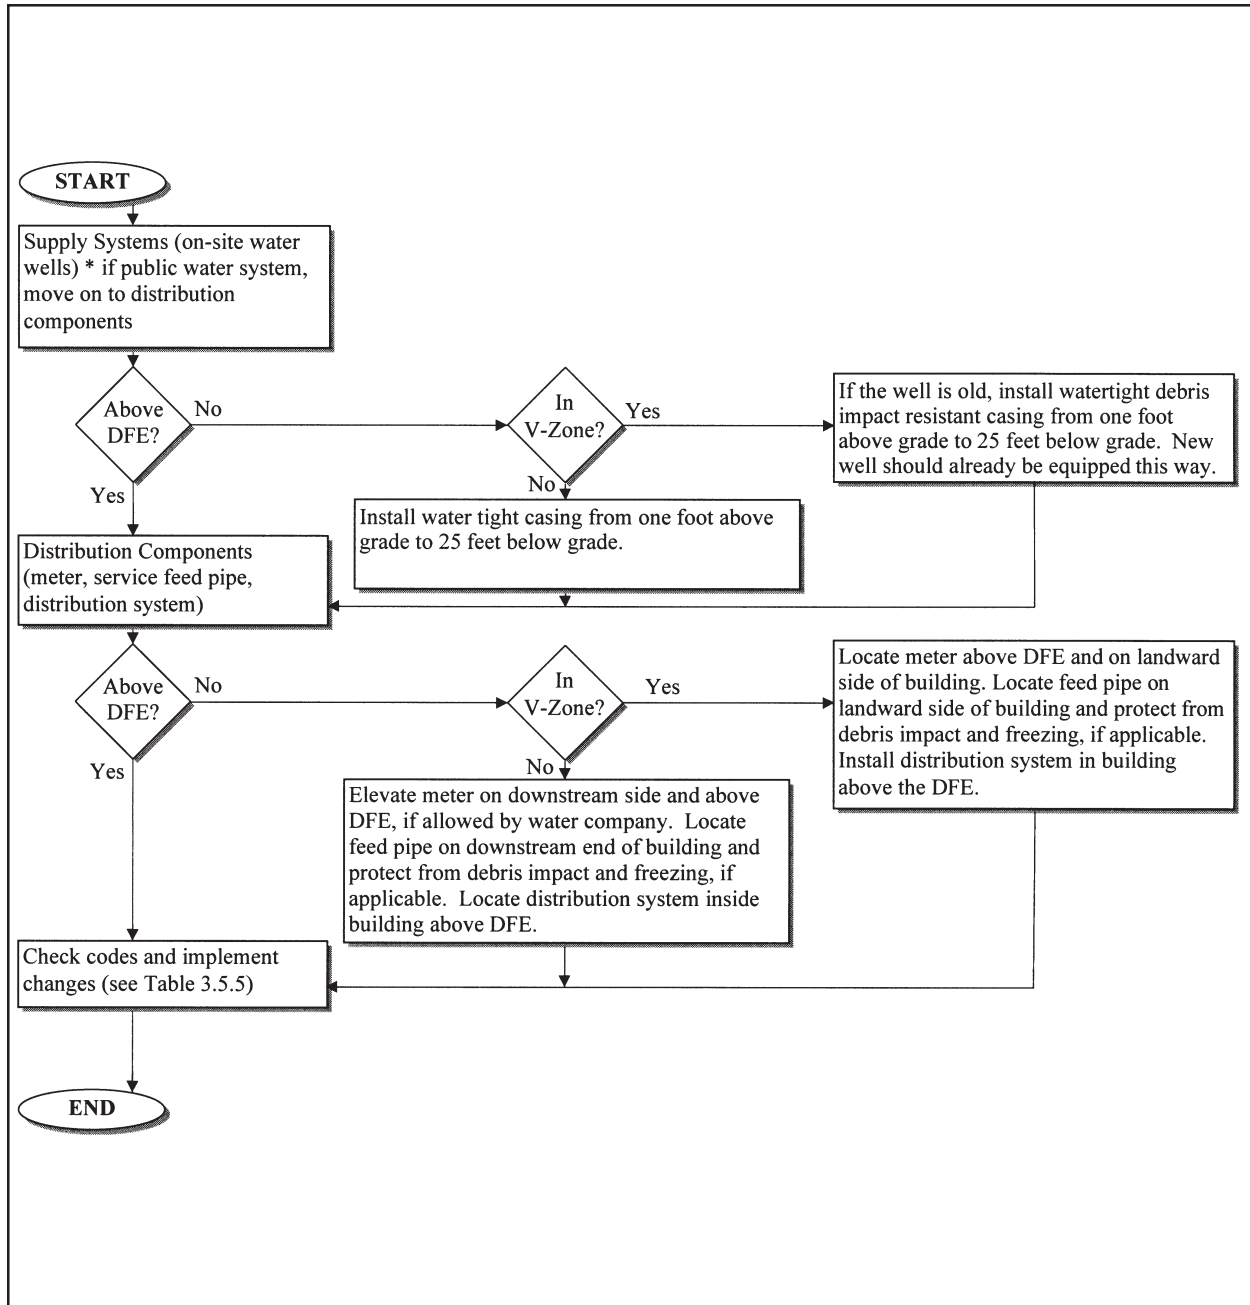 START
Supply Systems (on-site water
wells) * if public water system,
move on to distribution
components
Above
DFE?
No
In
V-Zone?
Yes
If the well is old, install watertight debris
impact resistant casing from one foot
above grade to 25 feet below grade.  New
well should already be equipped this way.
Yes
No
Install water tight casing from one foot above
grade to 25 feet below grade.
Distribution Components
(meter, service feed pipe,
distribution system)
Above
DFE?
No
In
V-Zone?
Yes
Locate meter above DFE and on landward
side of building. Locate feed pipe on
landward side of building and protect from
debris impact and freezing, if applicable.
Install distribution system in building
above the DFE.
Yes
No
Elevate meter on downstream side and above
DFE, if allowed by water company.  Locate
feed pipe on downstream end of building and
protect from debris impact and freezing, if
applicable.  Locate distribution system inside
building above DFE.
Check codes and implement
changes (see Table 3.5.5)
END